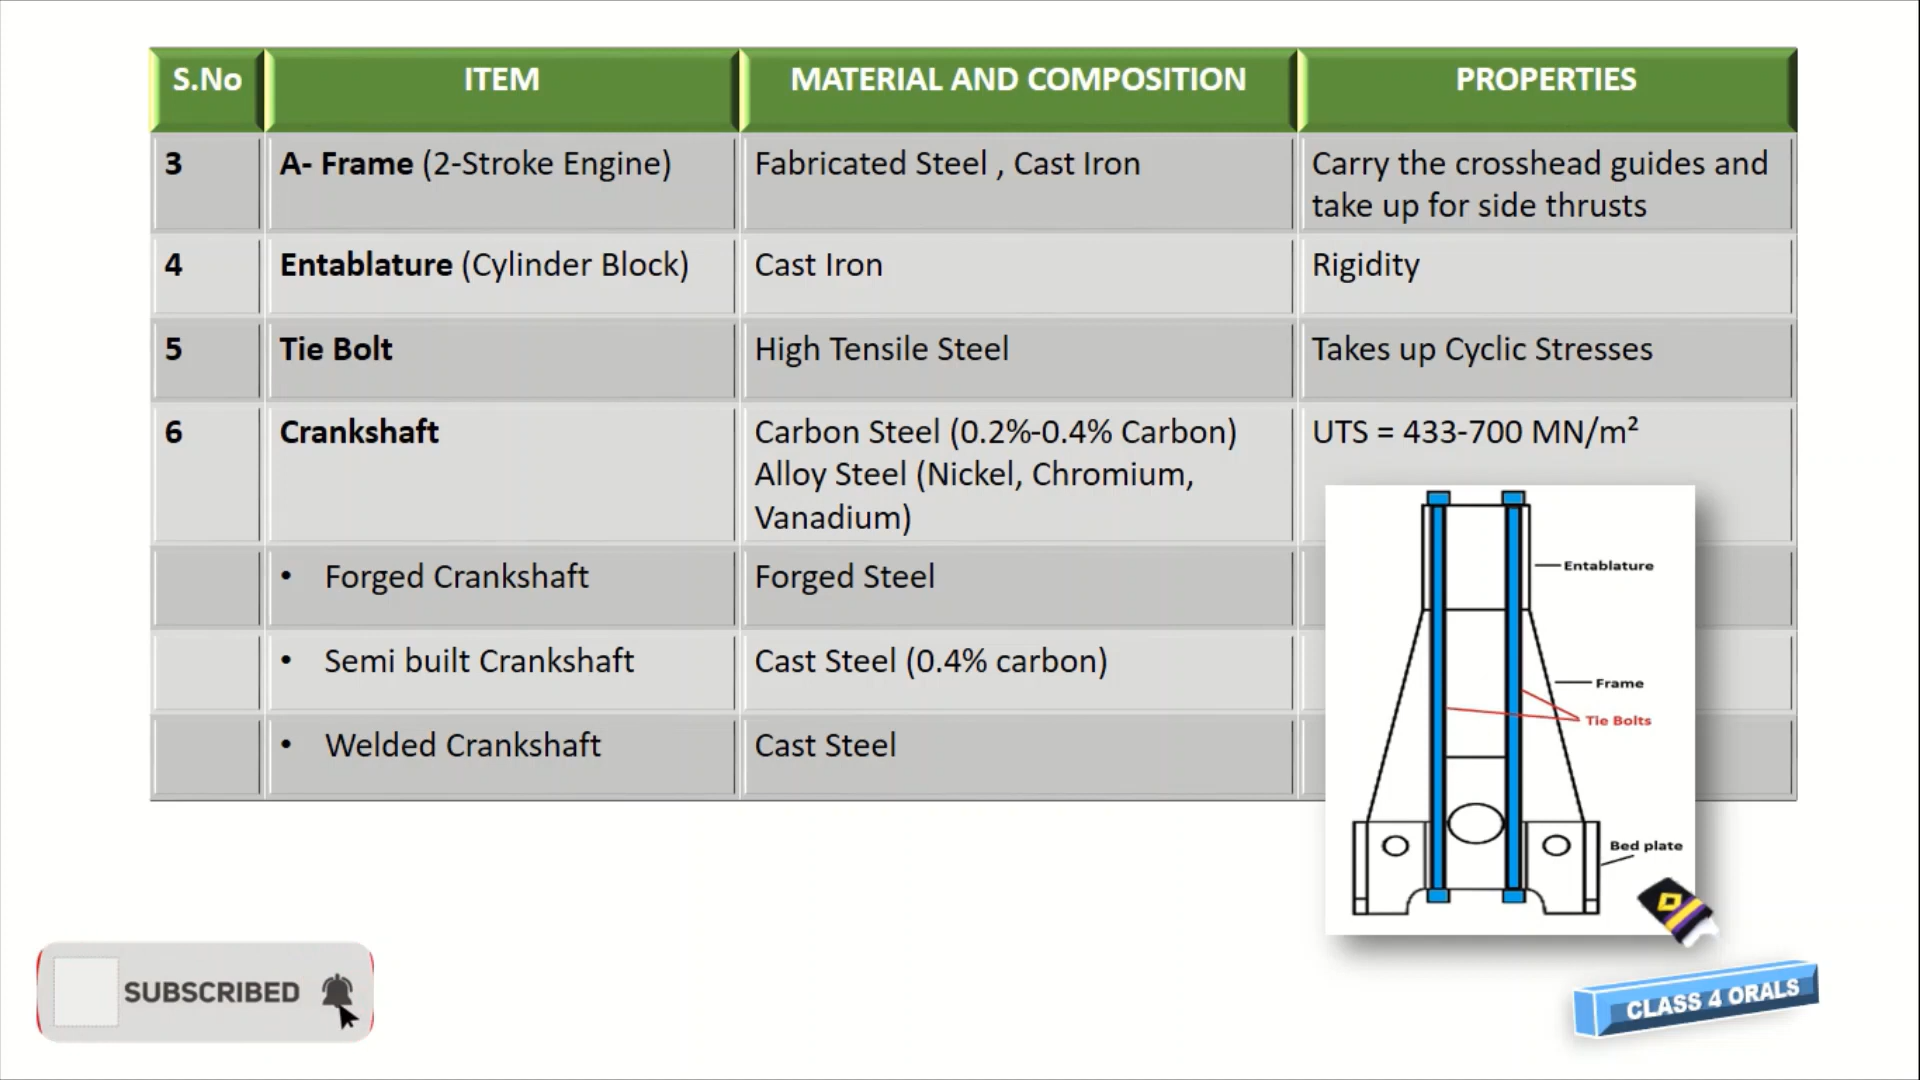 S.No ITEM MATERIAL AND COMPOSITION PROPERTIES
3 A- Frame (2-Stroke Engine) Fabricated Steel , Cast Iron Carry the crosshead guides and
take up for side thrusts
4 Entablature (Cylinder Block) Cast Iron Rigidity
5 Tie Bolt High Tensile Steel Takes up Cyclic Stresses
6 Crankshaft Carbon Steel (0.2%-0.4% Carbon) UTS = 433-700 MN/m²
Alloy Steel (Nickel, Chromium,
Vanadium)
• Forged Crankshaft Forged Steel
• Semi built Crankshaft Cast Steel (0.4% carbon)
• Welded Crankshaft Cast Steel
Entablature
Frame
Tie Bolts
Bed plate
SUBSCRIBED
CLASS 4 ORALS